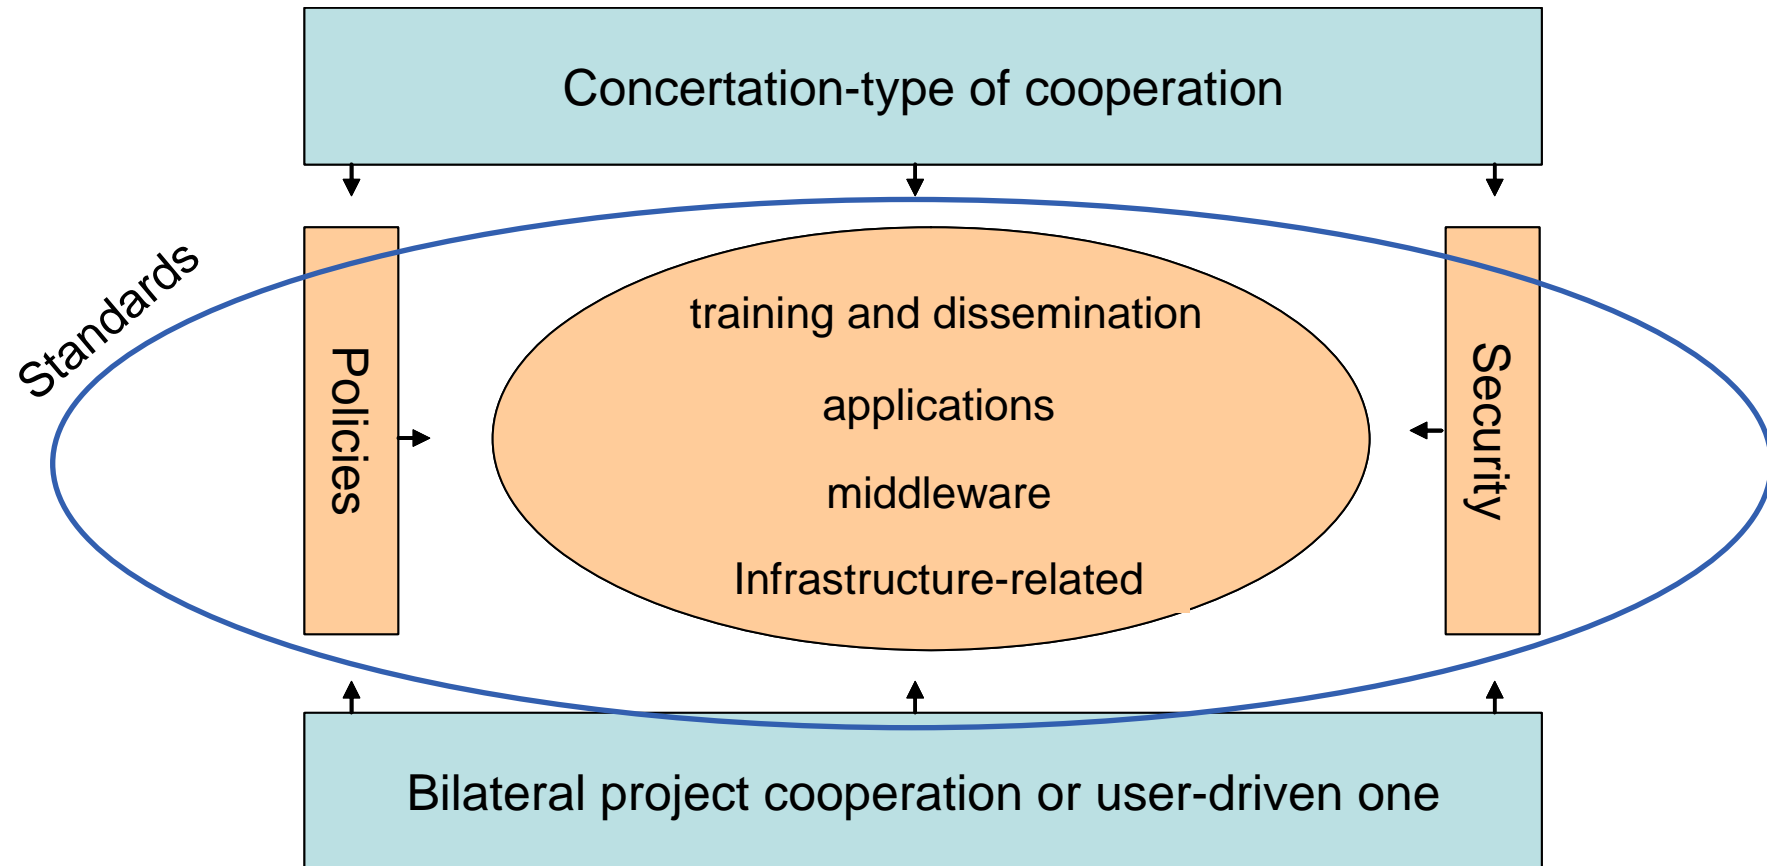 Concertation-type of cooperation
Standards
Policies
training and dissemination
applications
middleware
Infrastructure-related
Security
Bilateral project cooperation or user-driven one